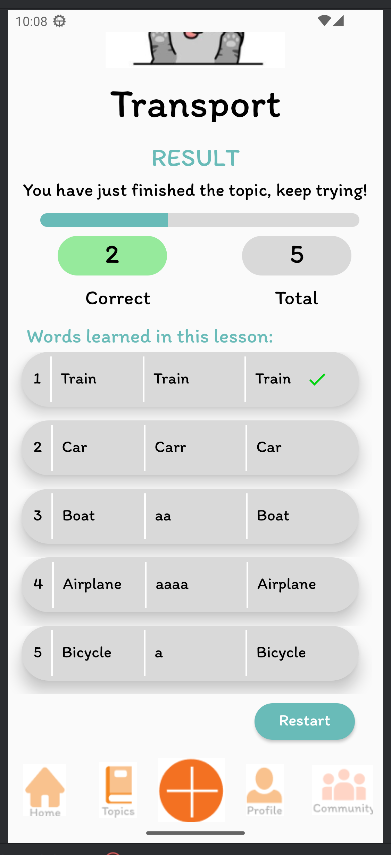 10:08
Transport
RESULT
You have just finished the topic, keep trying!
2 5
Correct Total
Words learned in this lesson:
1 Train Train Train
2 Car Carr Car
3 Boat aa Boat
4 Airplane aaaa Airplane
5 Bicycle a Bicycle
Restart
Home Topics Profile Community